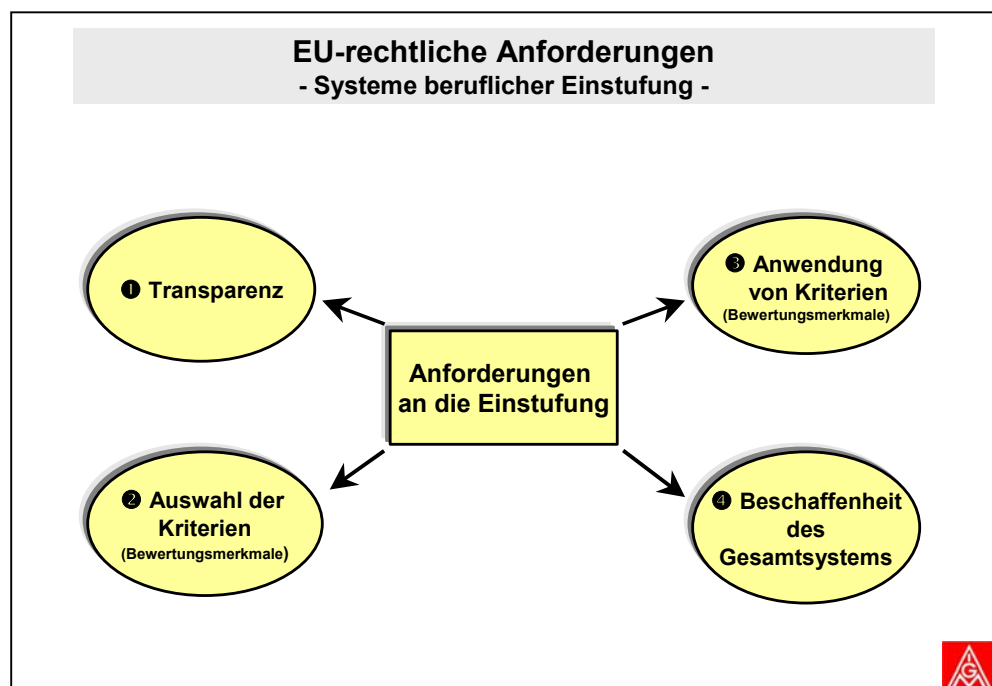 EU-rechtliche Anforderungen
- Systeme beruflicher Einstufung -
❶ Transparenz
❸ Anwendung
von Kriterien
(Bewertungsmerkmale)
Anforderungen
an die Einstufung
❷ Auswahl der
Kriterien
(Bewertungsmerkmale)
❹ Beschaffenheit
des
Gesamtsystems
IGM